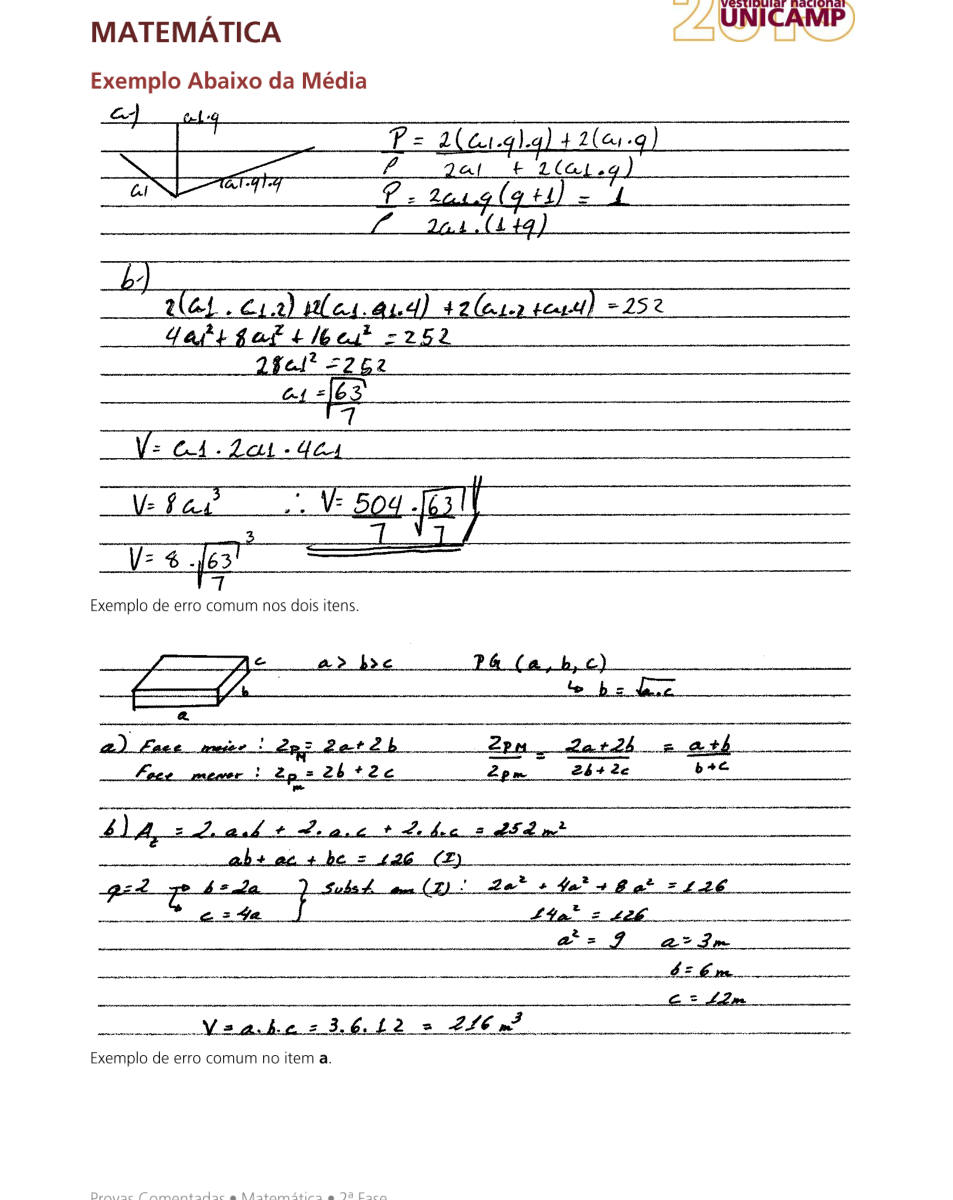 vestibular nacional
UNICAMP
MATEMÁTICA
Exemplo Abaixo da Média
a) a1.q
P = 2(a1.q).q) + 2(a1.q)
p 2a1 + 2(a1.q)
a1 (a1.q).q
P = 2a1.q(q+1) = 1
p 2a1.(1+q)
b-)
2(a1 . a1.2) + 2(a1.a1.4) + 2(a1.2 + a1.4) = 252
4a1² + 8a1² + 16a1² = 252
28a1² = 252
a1 = √63/7
V = a1 . 2a1 . 4a1
V = 8a1³ ∴ V = 504/7 . √63/7
V = 8 . √63/7 ³
Exemplo de erro comum nos dois itens.
c a > b > c PG (a, b, c)
b ↳ b = √a.c
a
a) Face maior : 2pM = 2a + 2b 2pM/2pm = 2a+2b/2b+2c = a+b/b+c
Face menor : 2pm = 2b + 2c
b) At = 2.a.b + 2.a.c + 2.b.c = 252 m²
ab + ac + bc = 126 (I)
q=2 ↳ b = 2a } Subst. em (I) : 2a² + 4a² + 8a² = 126
c = 4a 14a² = 126
a² = 9 a = 3m
b = 6m
c = 12m
V = a.b.c = 3.6.12 = 216 m³
Exemplo de erro comum no item a.
Provas Comentadas • Matemática • 2ª Fase